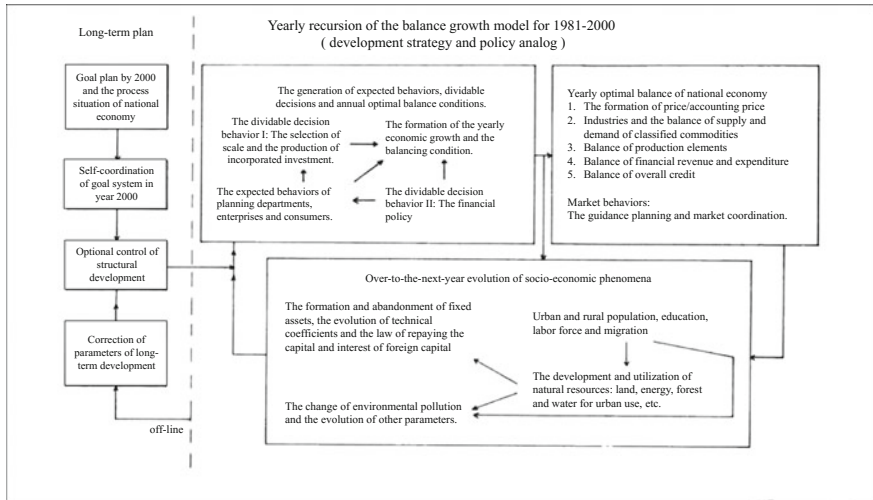 Long-term plan
Yearly recursion of the balance growth model for 1981-2000
( development strategy and policy analog )
Goal plan by 2000
and the process
situation of national
economy
Self-coordination
of goal system in
year 2000
Optional control of
structural
development
Correction of
parameters of long-
term development
off-line
The generation of expected behaviors, dividable
decisions and annual optimal balance conditions.
The dividable decision
behavior I: The selection of
scale and the production of
incorporated investment.
The formation of the yearly
economic growth and the
balancing condition.
The expected behaviors of
planning departments,
enterprises and consumers.
The dividable decision
behavior II: The financial
policy
Yearly optimal balance of national economy
1. The formation of price/accounting price
2. Industries and the balance of supply and
demand of classified commodities
3. Balance of production elements
4. Balance of financial revenue and expenditure
5. Balance of overall credit
Market behaviors:
The guidance planning and market coordination.
Over-to-the-next-year evolution of socio-economic phenomena
The formation and abandonment of fixed
assets, the evolution of technical
coefficients and the law of repaying the
capital and interest of foreign capital
Urban and rural population, education,
labor force and migration
The development and utilization of
natural resources: land, energy, forest
and water for urban use, etc.
The change of environmental pollution
and the evolution of other parameters.